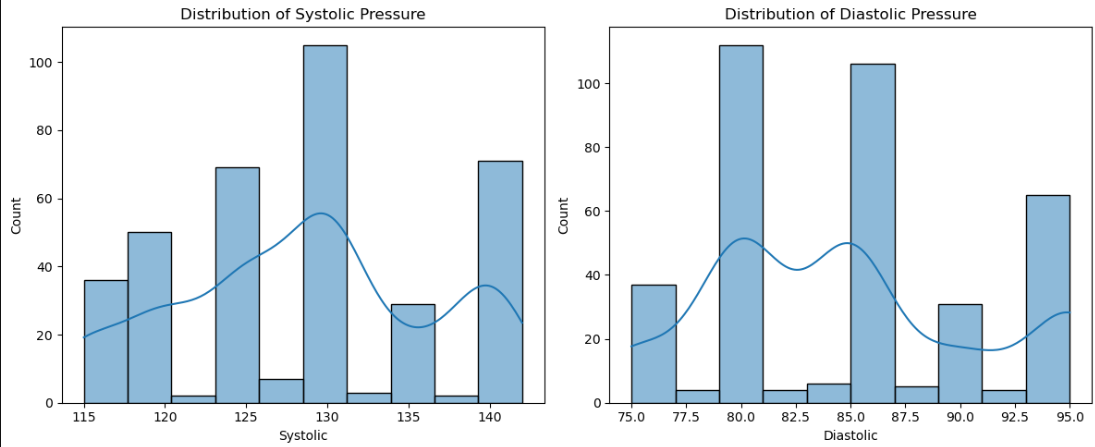 Distribution of Systolic Pressure
Count
100
80
60
40
20
0
115 120 125 130 135 140
Systolic
Distribution of Diastolic Pressure
Count
100
80
60
40
20
0
75.0 77.5 80.0 82.5 85.0 87.5 90.0 92.5 95.0
Diastolic